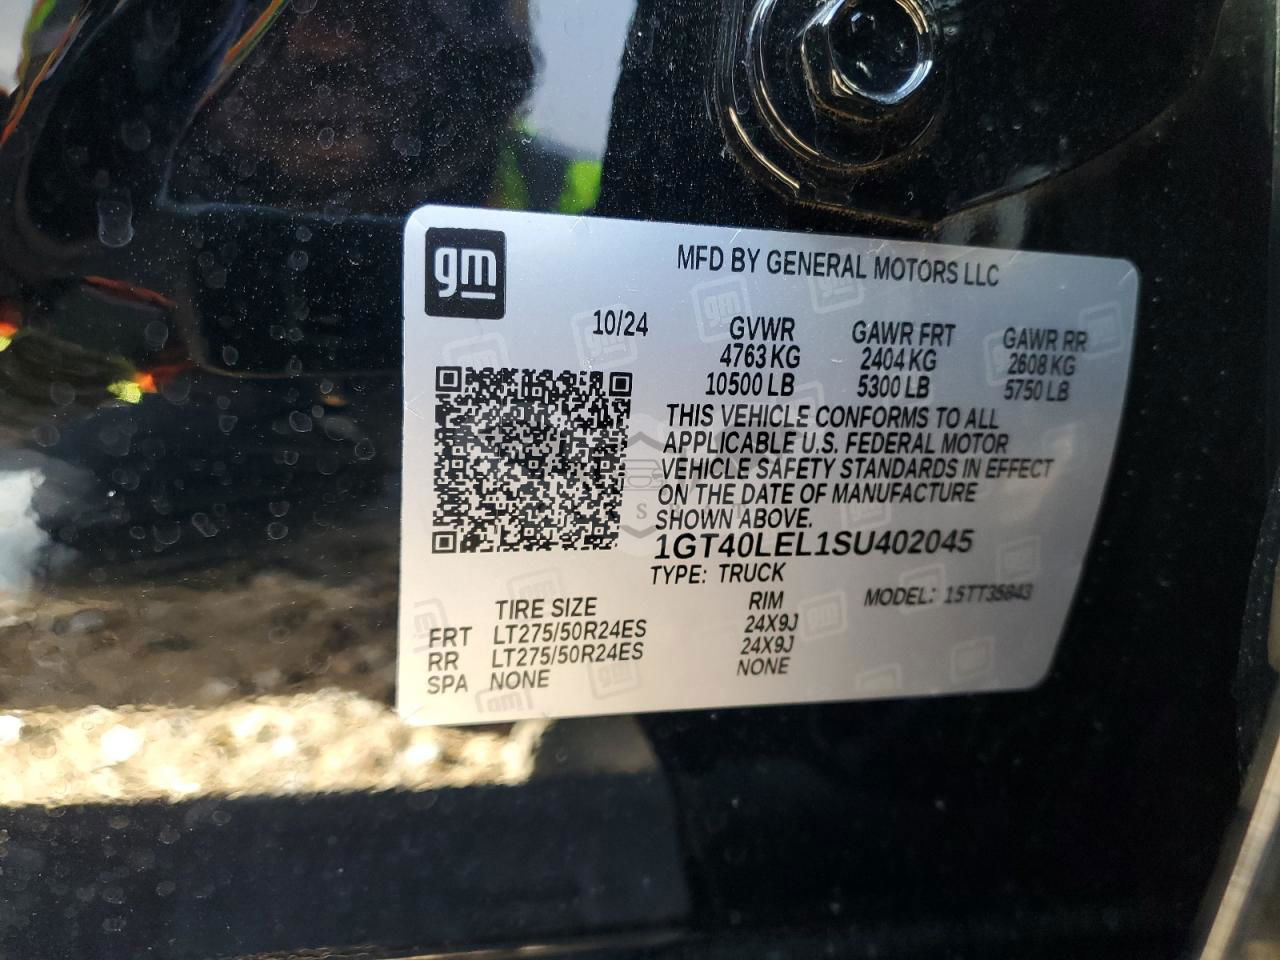 gm
MFD BY GENERAL MOTORS LLC
10/24 GVWR GAWR FRT GAWR RR
4763 KG 2404 KG 2608 KG
10500 LB 5300 LB 5750 LB
THIS VEHICLE CONFORMS TO ALL
APPLICABLE U.S. FEDERAL MOTOR
VEHICLE SAFETY STANDARDS IN EFFECT
ON THE DATE OF MANUFACTURE
SHOWN ABOVE.
1GT40LEL1SU402045
TYPE: TRUCK
TIRE SIZE RIM MODEL: 15TT35843
FRT LT275/50R24ES 24X9J
RR LT275/50R24ES 24X9J
SPA NONE NONE